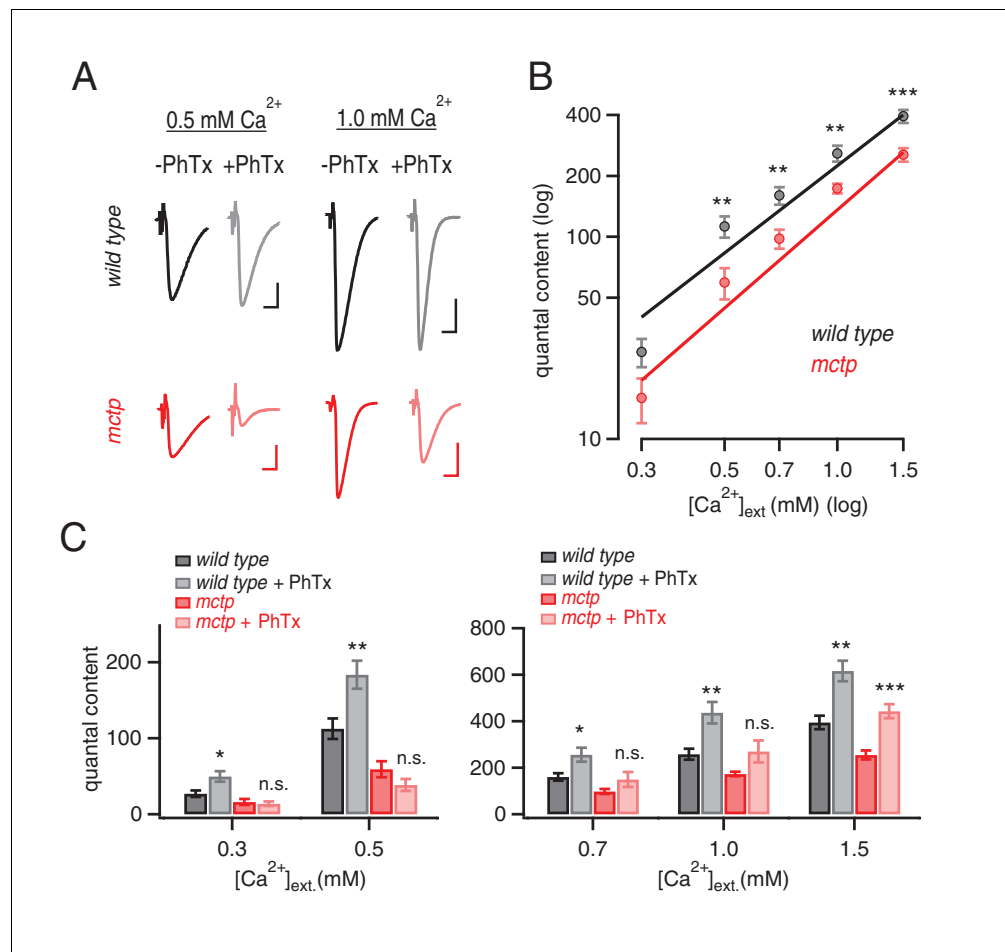 A
0.5 mM Ca2+
1.0 mM Ca2+
-PhTx +PhTx
-PhTx +PhTx
wild type
mctp
B
quantal content (log)
400
200
100
50
10
** ** ** ***
wild type
mctp
0.3 0.5 0.7 1.0 1.5
[Ca2+]ext (mM) (log)
C
wild type
wild type + PhTx
mctp
mctp + PhTx
quantal content
200
100
0
* n.s. ** n.s.
0.3 0.5
[Ca2+]ext.(mM)
wild type
wild type + PhTx
mctp
mctp + PhTx
800
600
400
200
0
* n.s. ** n.s. ** ***
0.7 1.0 1.5
[Ca2+]ext.(mM)